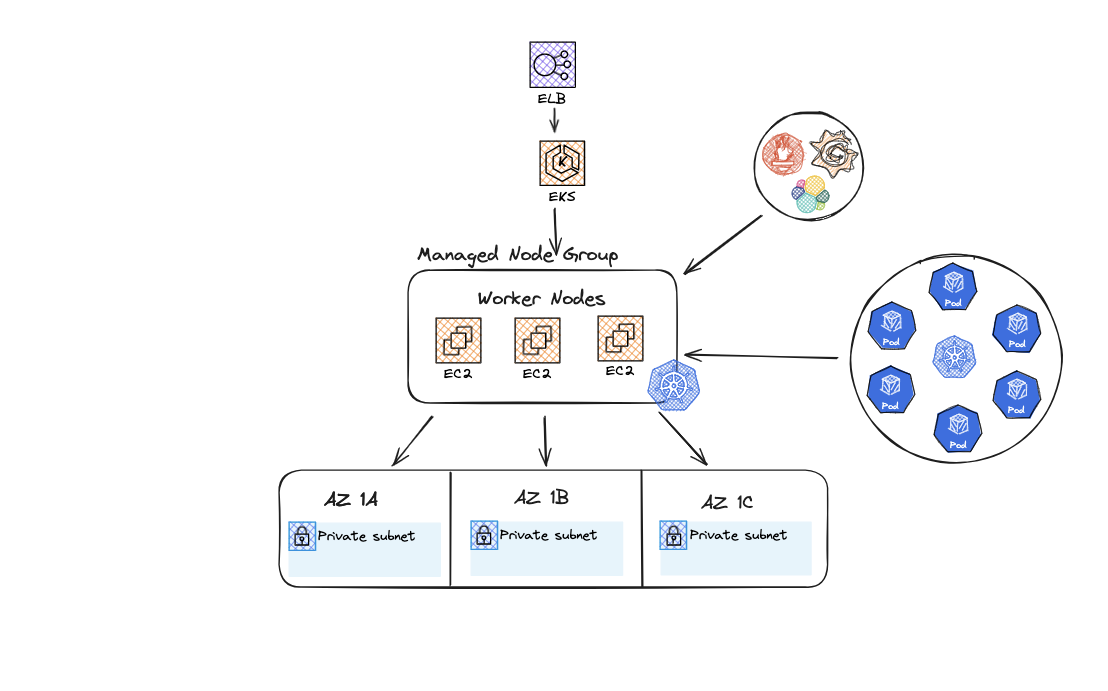 ELB
EKS
Managed Node Group
Worker Nodes
EC2
EC2
EC2
Pod
Pod
Pod
Pod
Pod
Pod
AZ 1A
AZ 1B
AZ 1C
Private subnet
Private subnet
Private subnet